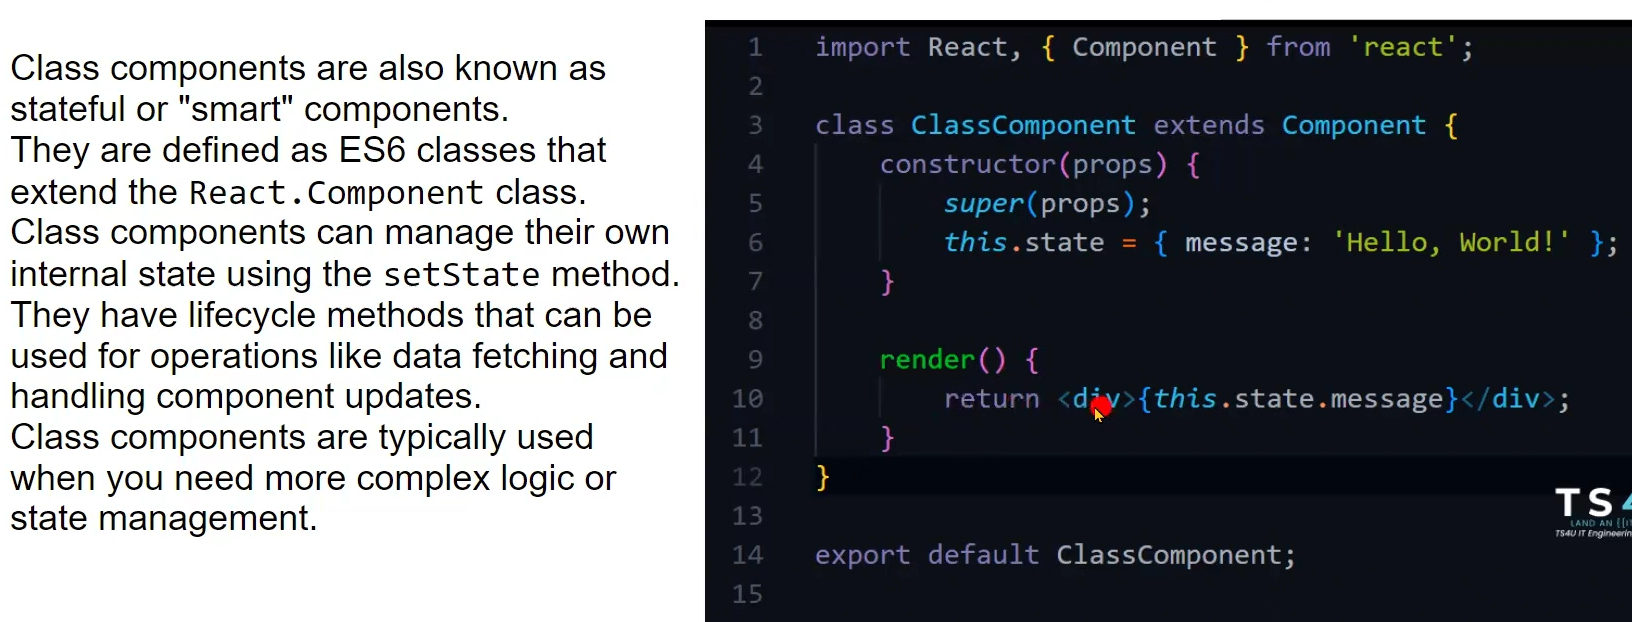 Class components are also known as
stateful or "smart" components.
They are defined as ES6 classes that
extend the React.Component class.
Class components can manage their own
internal state using the setState method.
They have lifecycle methods that can be
used for operations like data fetching and
handling component updates.
Class components are typically used
when you need more complex logic or
state management.
1 import React, { Component } from 'react';
2
3 class ClassComponent extends Component {
4 constructor(props) {
5 super(props);
6 this.state = { message: 'Hello, World!' };
7 }
8
9 render() {
10 return <div>{this.state.message}</div>;
11 }
12 }
13
14 export default ClassComponent;
15
TS4
LAND AN {[IT
TS4U IT Engineerin